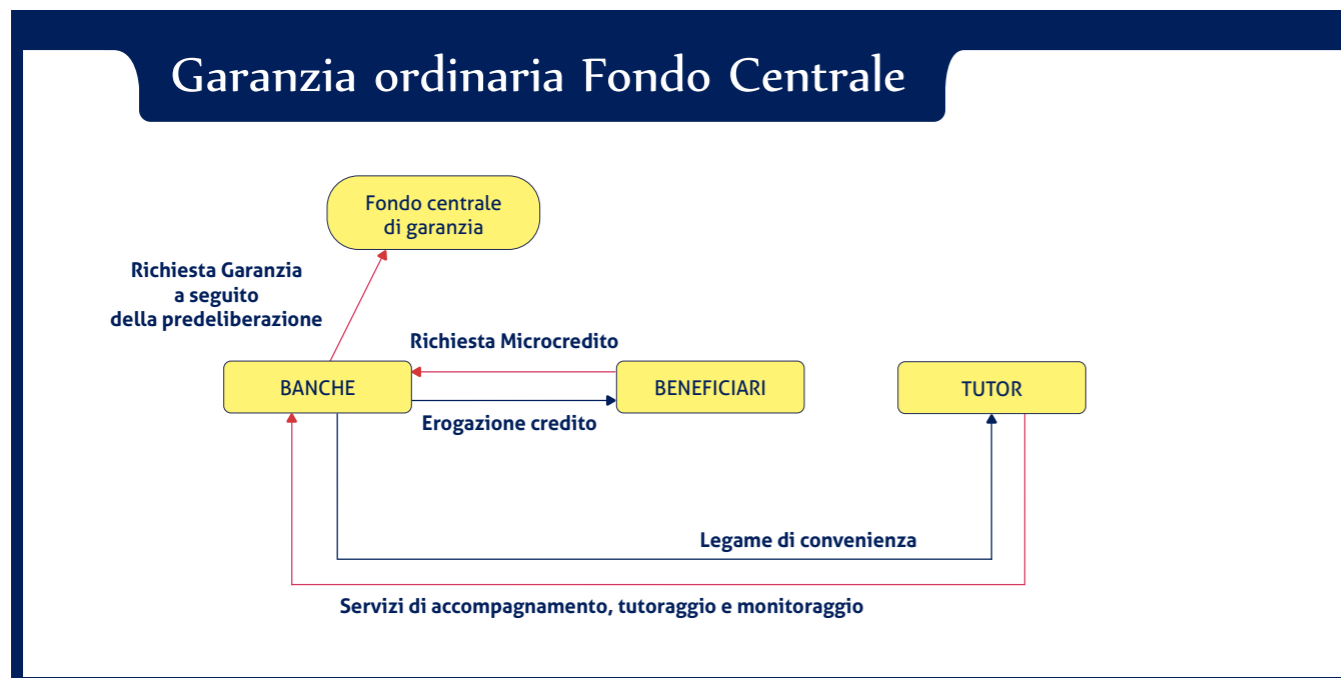 Garanzia ordinaria Fondo Centrale
Fondo centrale
di garanzia
Richiesta Garanzia
a seguito
della predeliberazione
Richiesta Microcredito
BANCHE
BENEFICIARI
TUTOR
Erogazione credito
Legame di convenienza
Servizi di accompagnamento, tutoraggio e monitoraggio